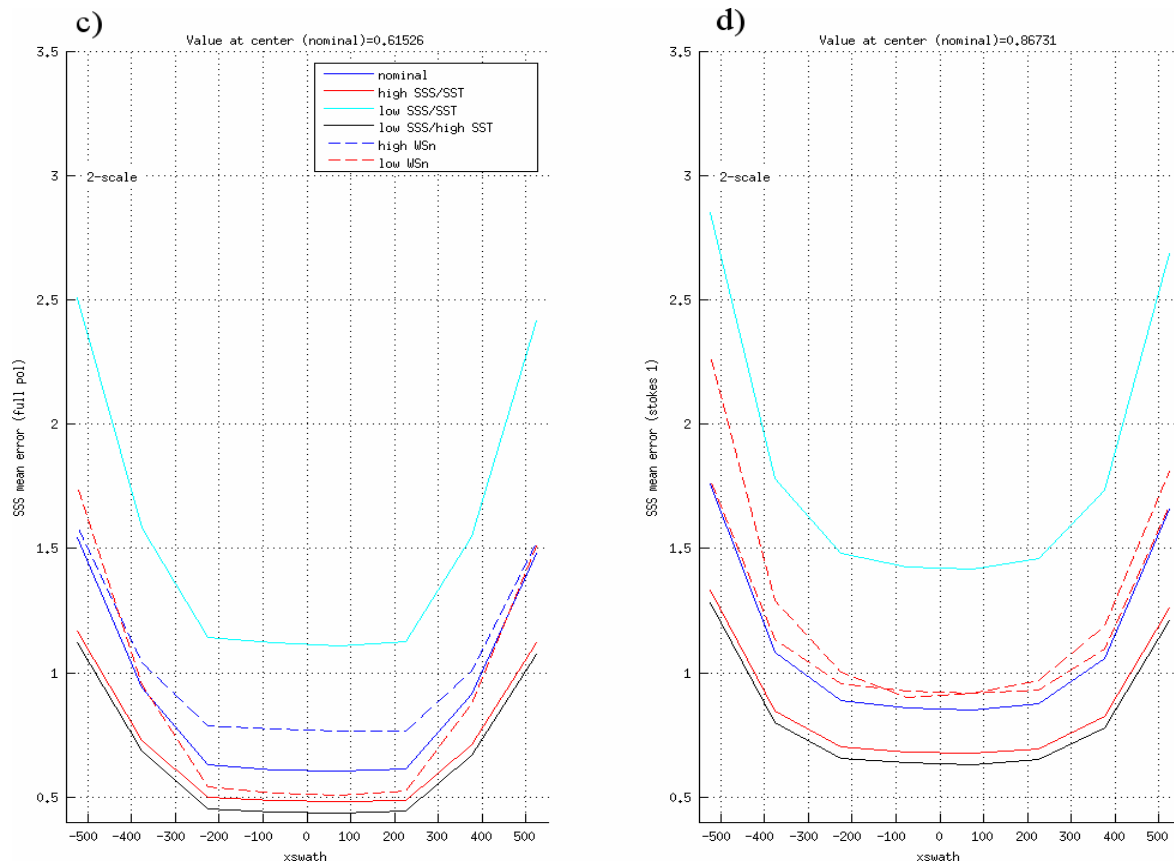 c)
Value at center (nominal)=0.61526
3.5
3
2.5
2
1.5
1
0.5
SSS mean error (full pol)
nominal
high SSS/SST
low SSS/SST
low SSS/high SST
high WSn
low WSn
2-scale
-500 -400 -300 -200 -100 0 100 200 300 400 500
xswath
d)
Value at center (nominal)=0.86731
3.5
3
2.5
2
1.5
1
0.5
SSS mean error (stokes 1)
2-scale
-500 -400 -300 -200 -100 0 100 200 300 400 500
xswath